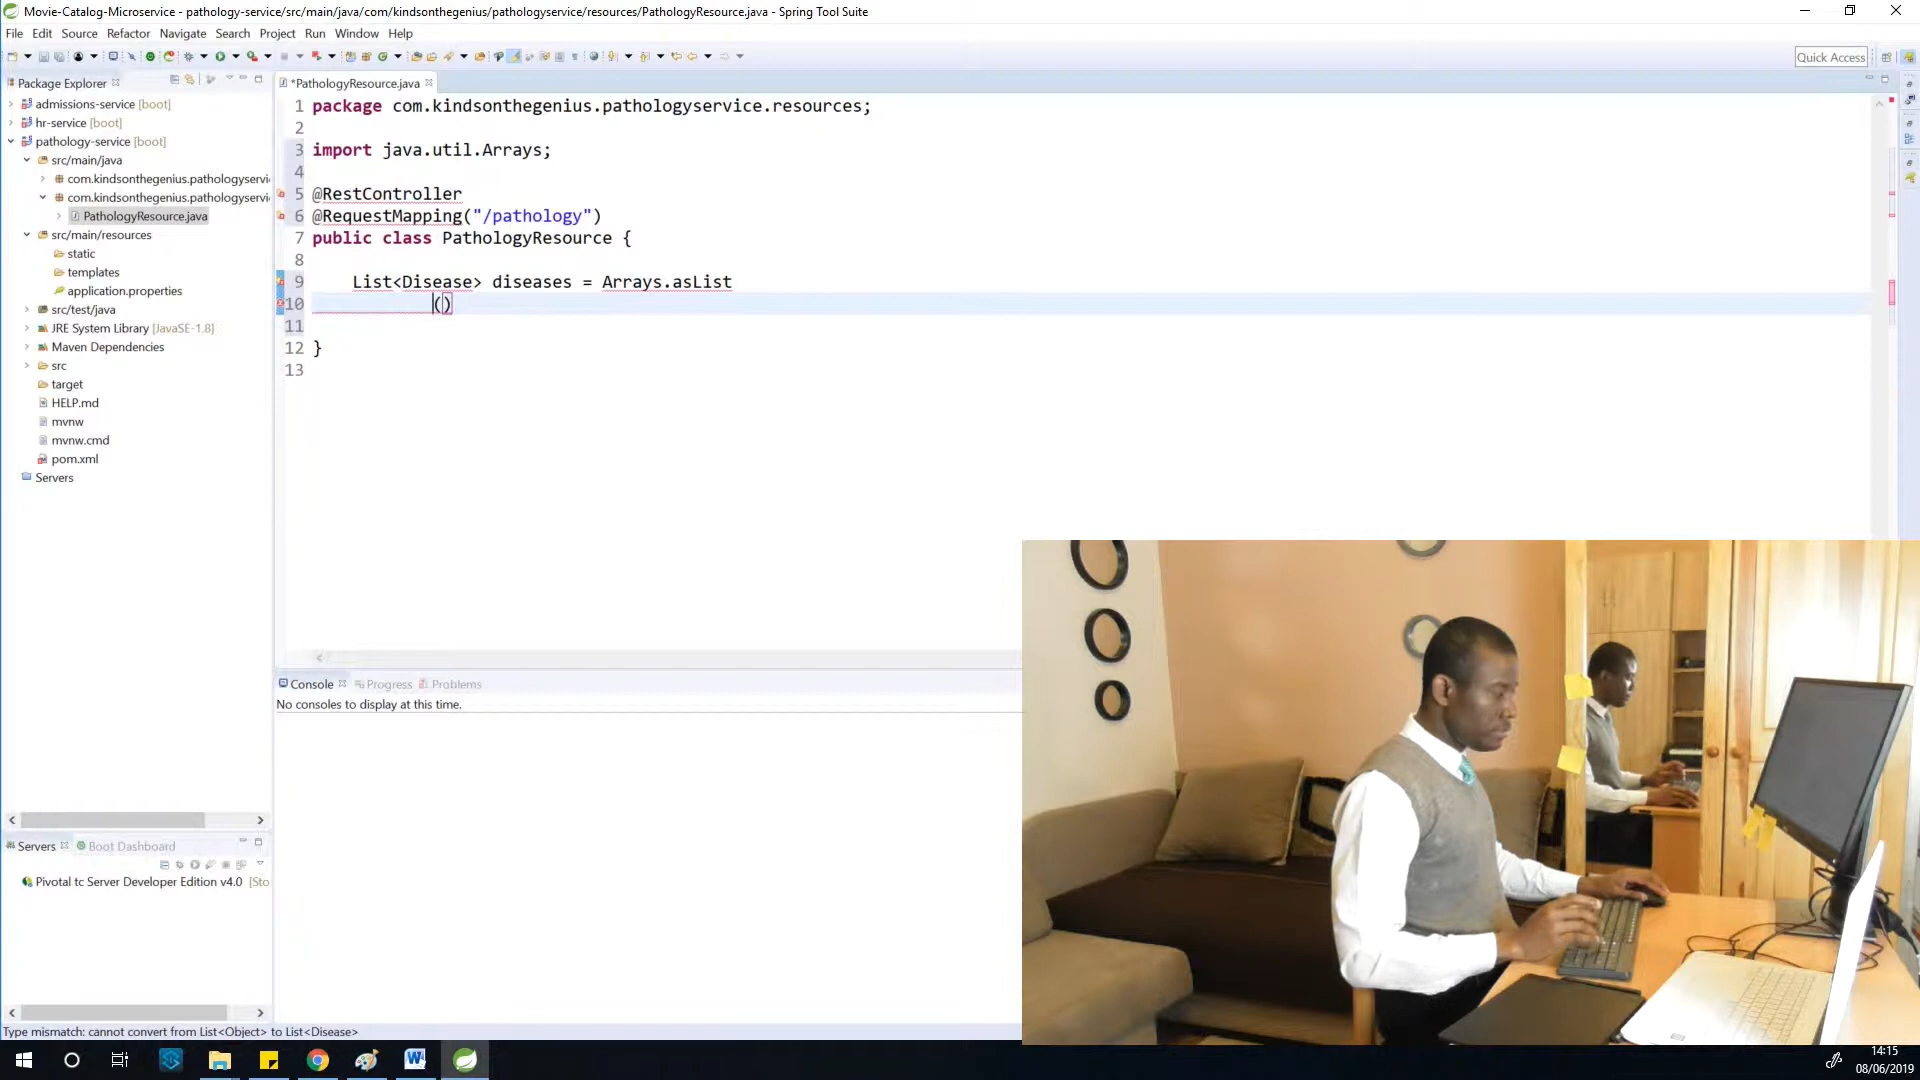 Movie-Catalog-Microservice - pathology-service/src/main/java/com/kindsonthegenius/pathologyservice/resources/PathologyResource.java - Spring Tool Suite
File Edit Source Refactor Navigate Search Project Run Window Help
Quick Access
Package Explorer
*PathologyResource.java
admissions-service [boot]
hr-service [boot]
pathology-service [boot]
src/main/java
com.kindsonthegenius.pathologyservi
com.kindsonthegenius.pathologyservi
PathologyResource.java
src/main/resources
static
templates
application.properties
src/test/java
JRE System Library [JavaSE-1.8]
Maven Dependencies
src
target
HELP.md
mvnw
mvnw.cmd
pom.xml
Servers
1 package com.kindsonthegenius.pathologyservice.resources;
2
3 import java.util.Arrays;
4
5 @RestController
6 @RequestMapping("/pathology")
7 public class PathologyResource {
8
9 List<Disease> diseases = Arrays.asList
10 ()
11
12 }
13
Console Progress Problems
No consoles to display at this time.
Servers Boot Dashboard
Pivotal tc Server Developer Edition v4.0 [Sto
Type mismatch: cannot convert from List<Object> to List<Disease>
14:15
08/06/2019